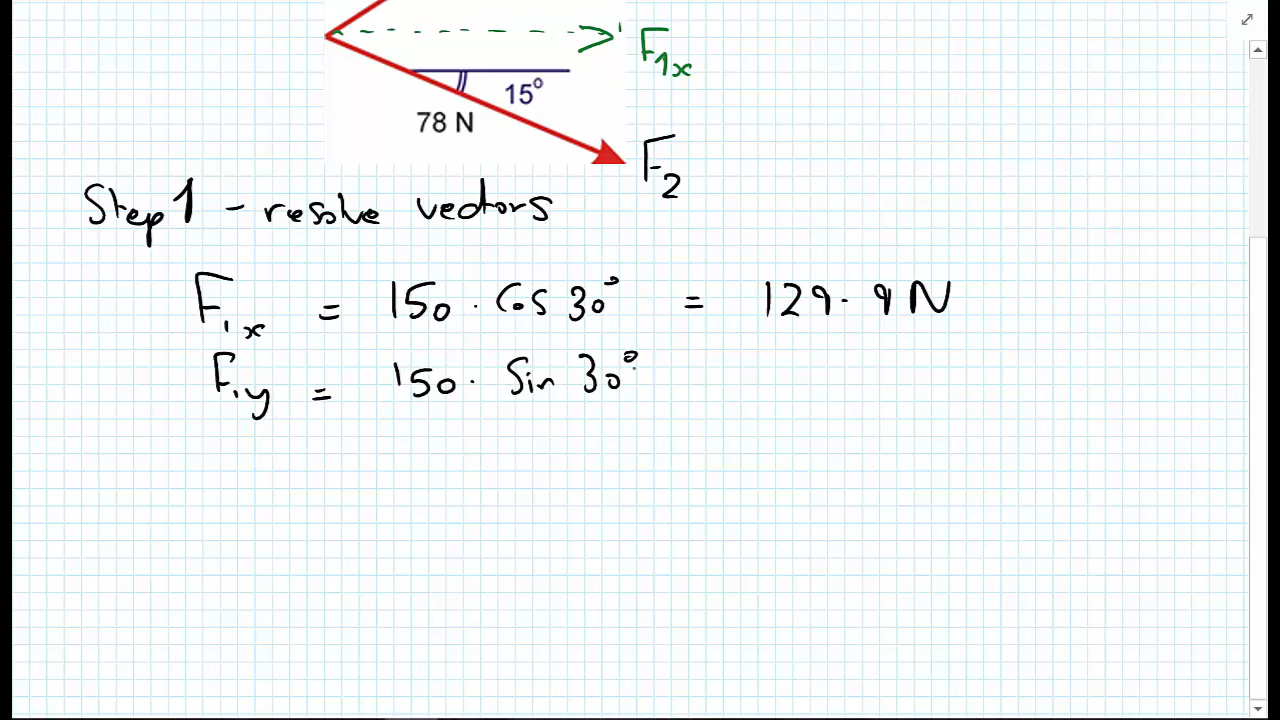 F1x
15°
78 N
F2
Step 1 - resolve vectors
F1x = 150 · Cos 30° = 129.9 N
F1y = 150 · Sin 30°